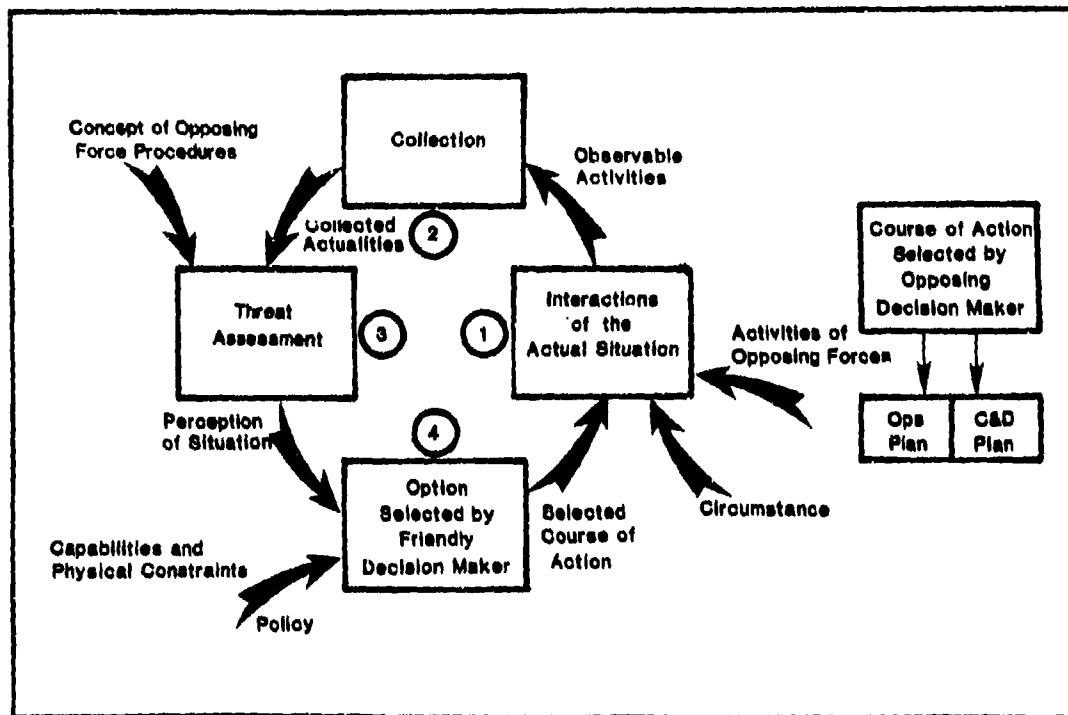 Concept of Opposing
Force Procedures
Collection
Observable
Activities
Collected
Actualities
2
Course of Action
Selected by
Opposing
Decision Maker
Threat
Assessment
3
1
Interactions
of the
Actual Situation
Activities of
Opposing Forces
Perception
of Situation
4
Ops
Plan
C&D
Plan
Option
Selected by
Friendly
Decision Maker
Selected
Course of
Action
Circumstance
Capabilities and
Physical Constraints
Policy